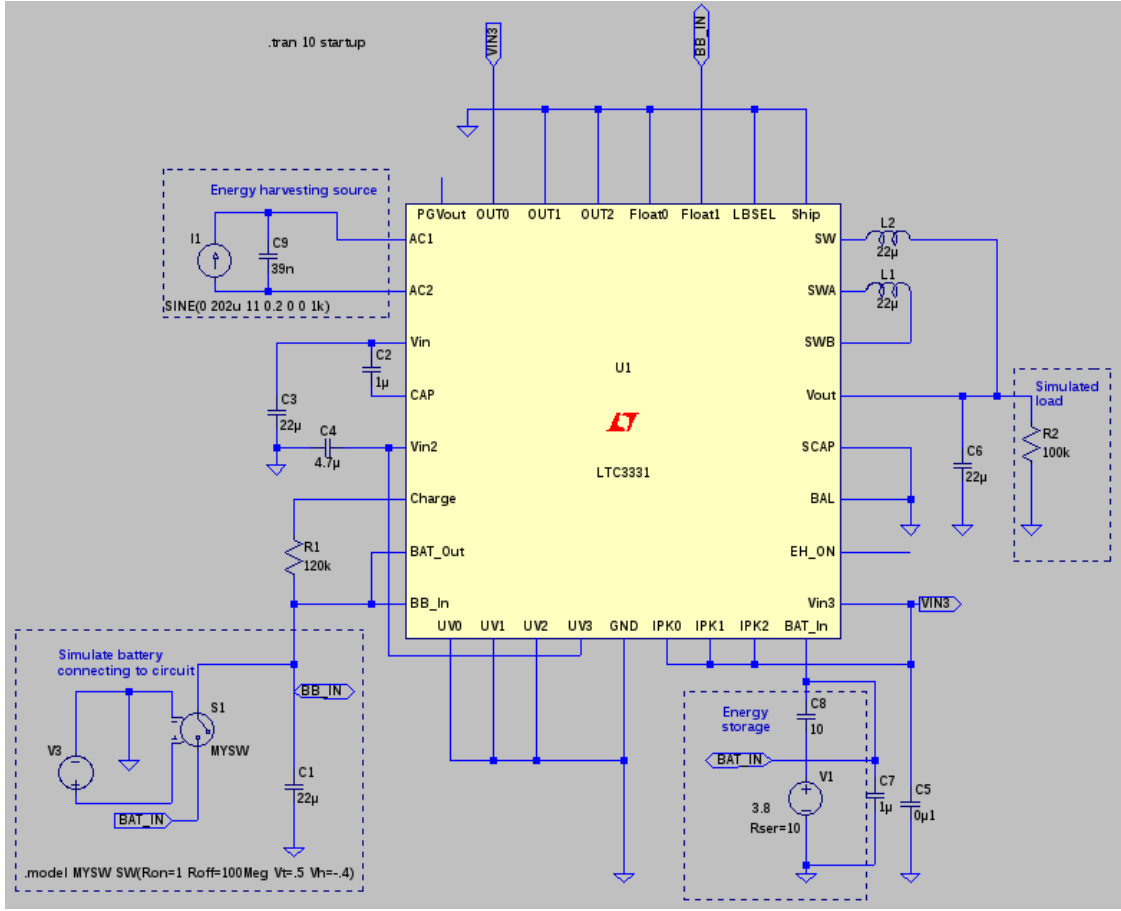 .tran 10 startup
VIN3
BB_IN
Energy harvesting source
I1
C9
39n
SINE(0 202u 11 0.2 0 0 1k)
PGVout
OUT0
OUT1
OUT2
Float0
Float1
LBSEL
Ship
AC1
AC2
Vin
CAP
Vin2
Charge
BAT_Out
BB_In
U1
LTC3331
SW
SWA
SWB
Vout
SCAP
BAL
EH_ON
Vin3
UV0
UV1
UV2
UV3
GND
IPK0
IPK1
IPK2
BAT_In
L2
22µ
L1
22µ
C2
1µ
C3
22µ
C4
4.7µ
R1
120k
Simulated
load
R2
100k
C6
22µ
VIN3
Simulate battery
connecting to circuit
BB_IN
S1
MYSW
V3
BAT_IN
C1
22µ
.model MYSW SW(Ron=1 Roff=100Meg Vt=.5 Vh=-.4)
Energy
storage
C8
10
BAT_IN
V1
3.8
Rser=10
C7
1µ
C5
0µ1